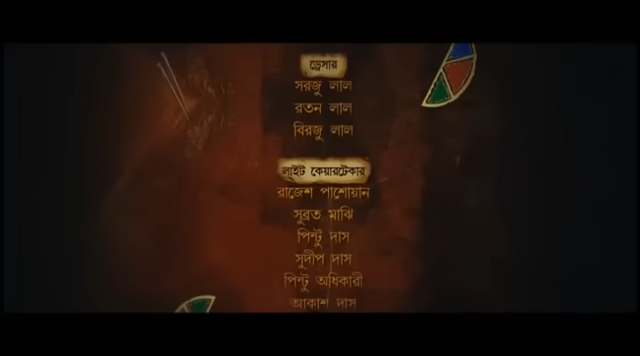 ড্রেসার
সরজু লাল
রতন লাল
বিরজু লাল
লাইট কেয়ারটেকার
রাজেশ পাশোয়ান
সুব্রত মাঝি
পিন্টু দাস
সুদীপ দাস
পিন্টু অধিকারী
আকাশ দাস